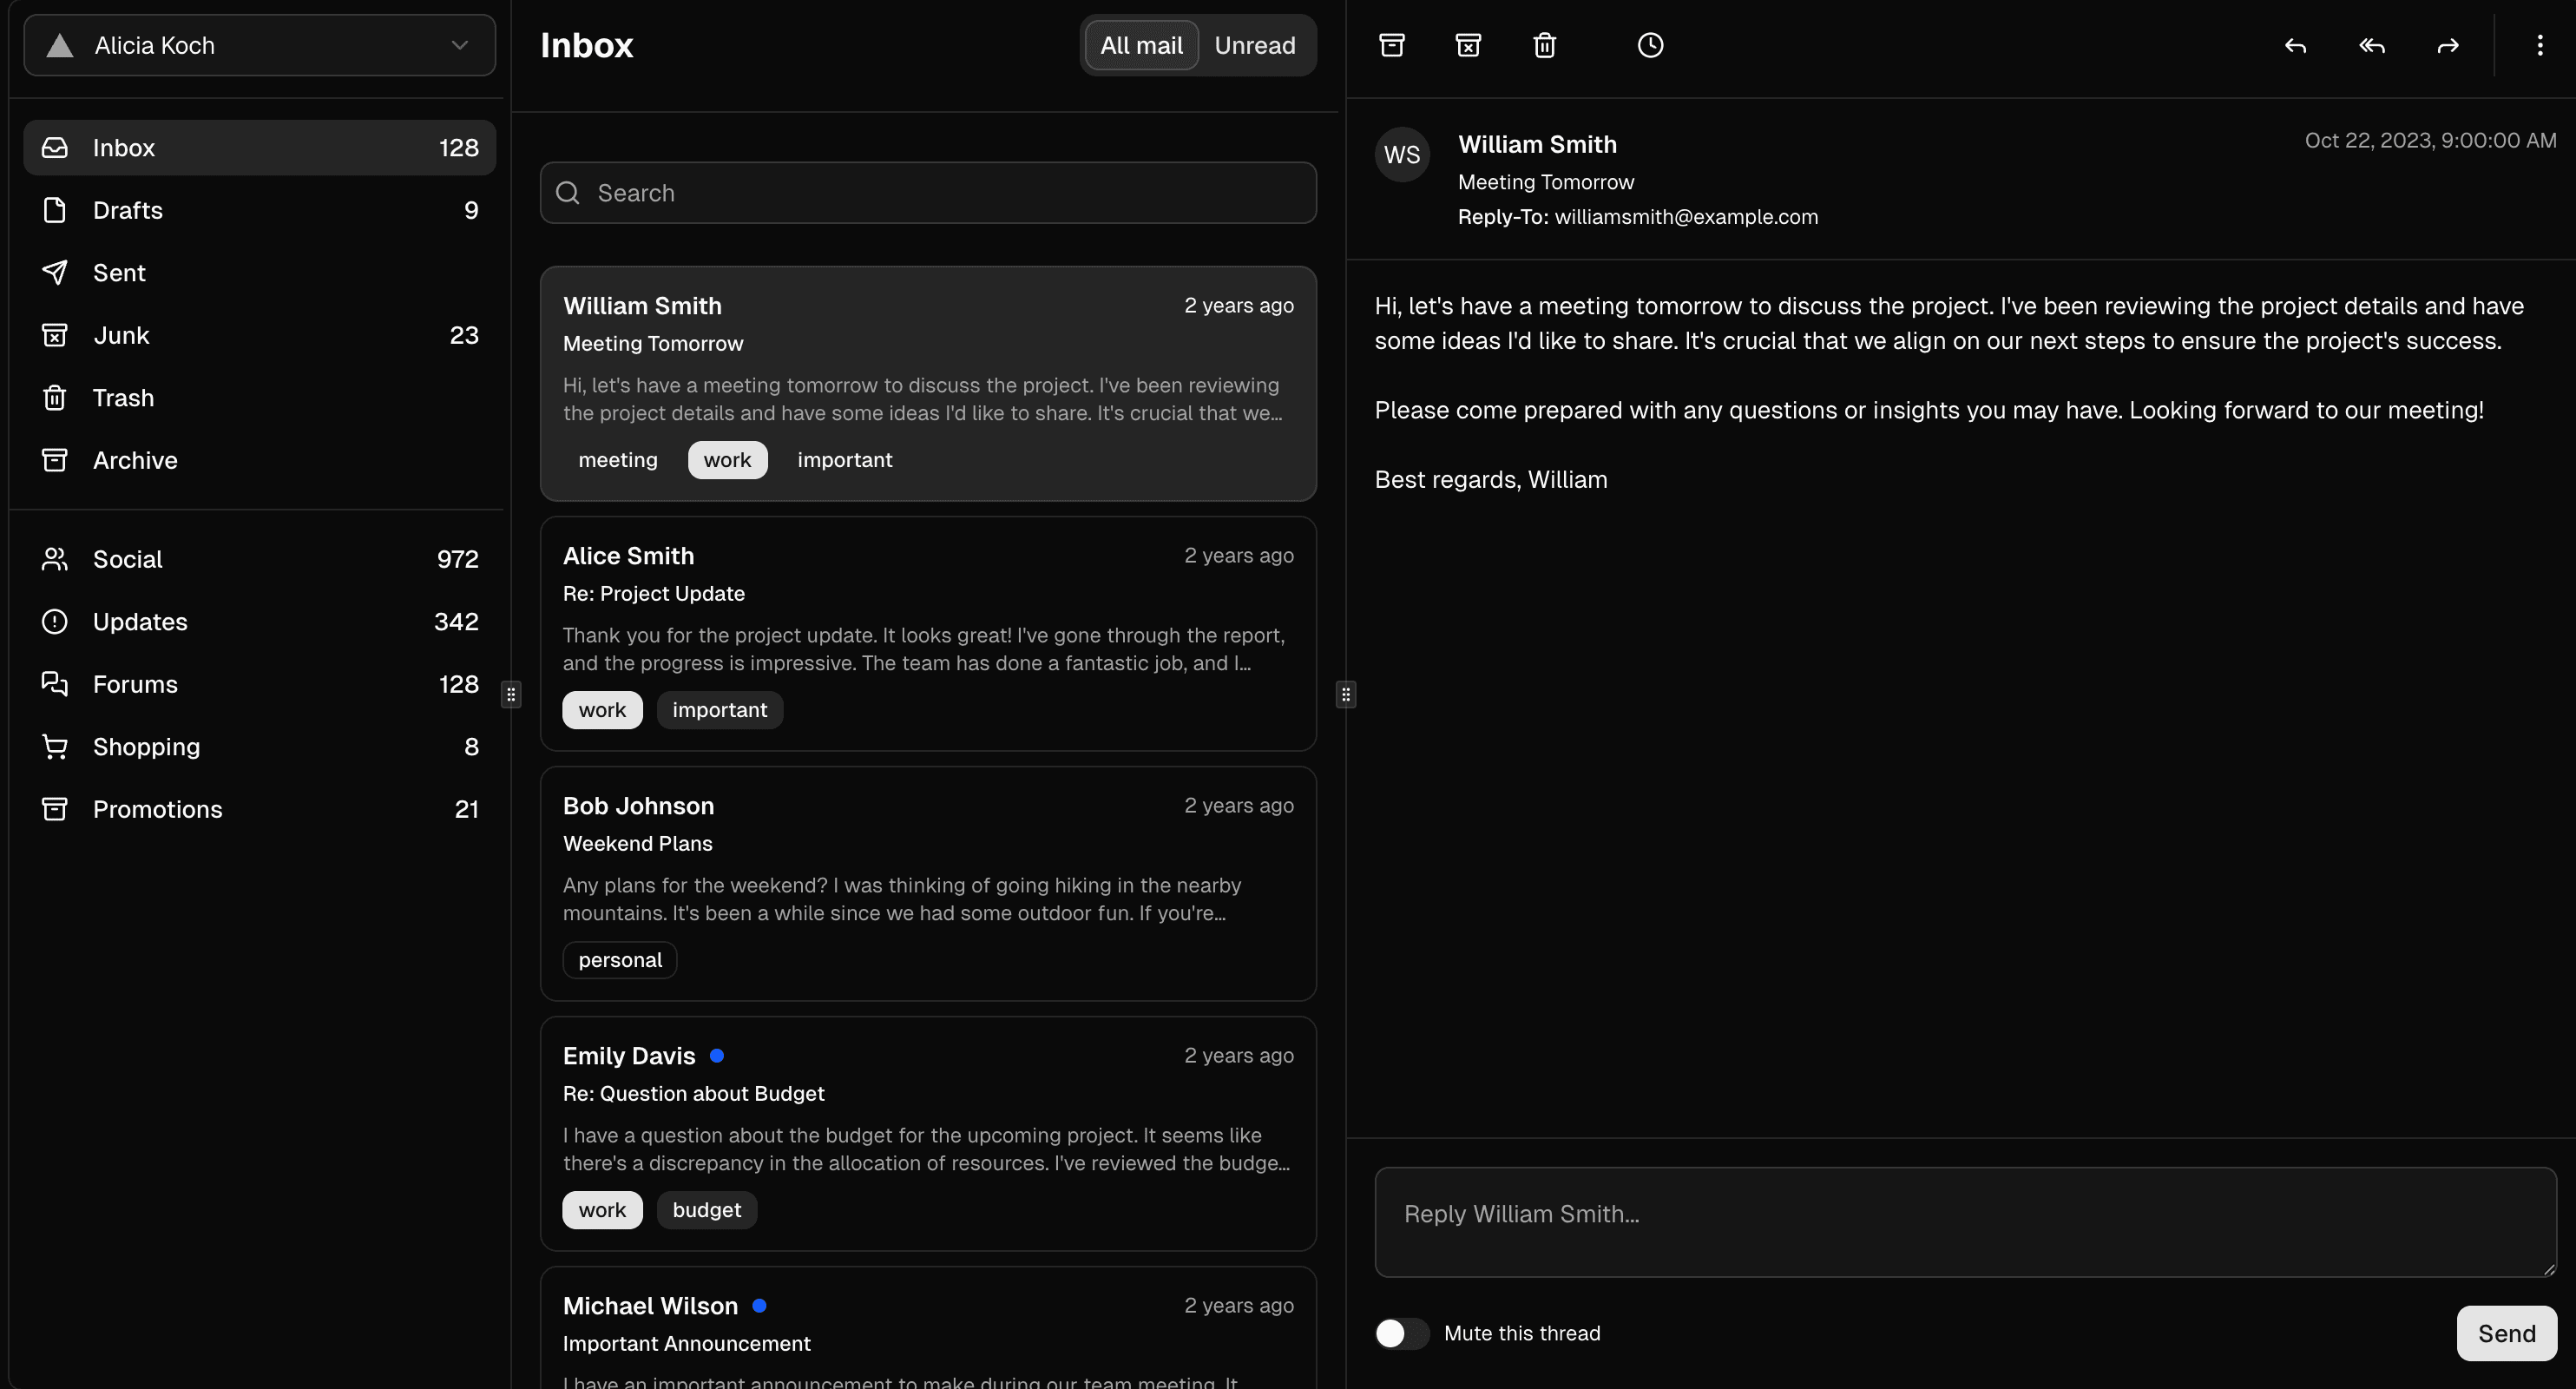 Alicia Koch
Inbox 128
Drafts 9
Sent
Junk 23
Trash
Archive
Social 972
Updates 342
Forums 128
Shopping 8
Promotions 21
Inbox
All mail Unread
Search
William Smith 2 years ago
Meeting Tomorrow
Hi, let's have a meeting tomorrow to discuss the project. I've been reviewing
the project details and have some ideas I'd like to share. It's crucial that we...
meeting work important
Alice Smith 2 years ago
Re: Project Update
Thank you for the project update. It looks great! I've gone through the report,
and the progress is impressive. The team has done a fantastic job, and I...
work important
Bob Johnson 2 years ago
Weekend Plans
Any plans for the weekend? I was thinking of going hiking in the nearby
mountains. It's been a while since we had some outdoor fun. If you're...
personal
Emily Davis 2 years ago
Re: Question about Budget
I have a question about the budget for the upcoming project. It seems like
there's a discrepancy in the allocation of resources. I've reviewed the budge...
work budget
Michael Wilson 2 years ago
Important Announcement
I have an important announcement to make during our team meeting. It
WS
William Smith Oct 22, 2023, 9:00:00 AM
Meeting Tomorrow
Reply-To: williamsmith@example.com
Hi, let's have a meeting tomorrow to discuss the project. I've been reviewing the project details and have
some ideas I'd like to share. It's crucial that we align on our next steps to ensure the project's success.
Please come prepared with any questions or insights you may have. Looking forward to our meeting!
Best regards, William
Reply William Smith...
Mute this thread Send